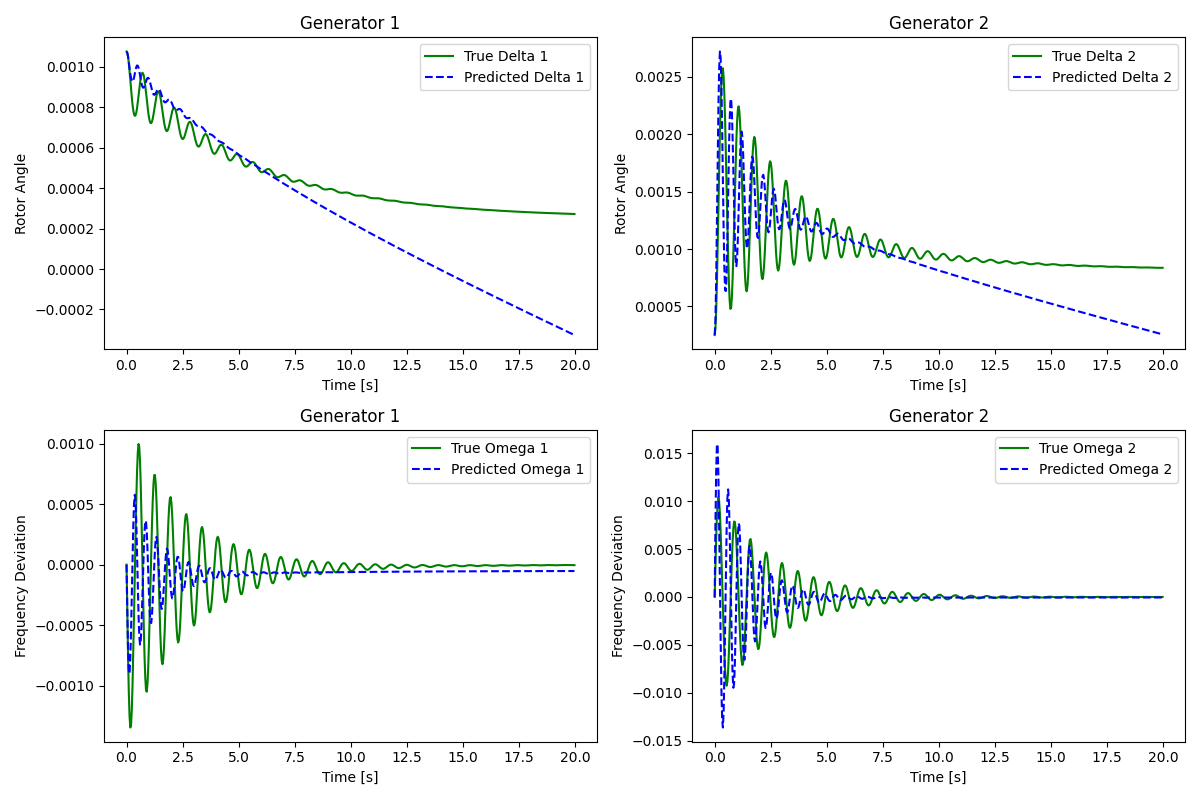 Generator 1
True Delta 1
Predicted Delta 1
0.0010
0.0008
0.0006
0.0004
0.0002
0.0000
−0.0002
Rotor Angle
0.0 2.5 5.0 7.5 10.0 12.5 15.0 17.5 20.0
Time [s]
Generator 2
True Delta 2
Predicted Delta 2
0.0025
0.0020
0.0015
0.0010
0.0005
Rotor Angle
0.0 2.5 5.0 7.5 10.0 12.5 15.0 17.5 20.0
Time [s]
Generator 1
True Omega 1
Predicted Omega 1
0.0010
0.0005
0.0000
−0.0005
−0.0010
Frequency Deviation
0.0 2.5 5.0 7.5 10.0 12.5 15.0 17.5 20.0
Time [s]
Generator 2
True Omega 2
Predicted Omega 2
0.015
0.010
0.005
0.000
−0.005
−0.010
−0.015
Frequency Deviation
0.0 2.5 5.0 7.5 10.0 12.5 15.0 17.5 20.0
Time [s]